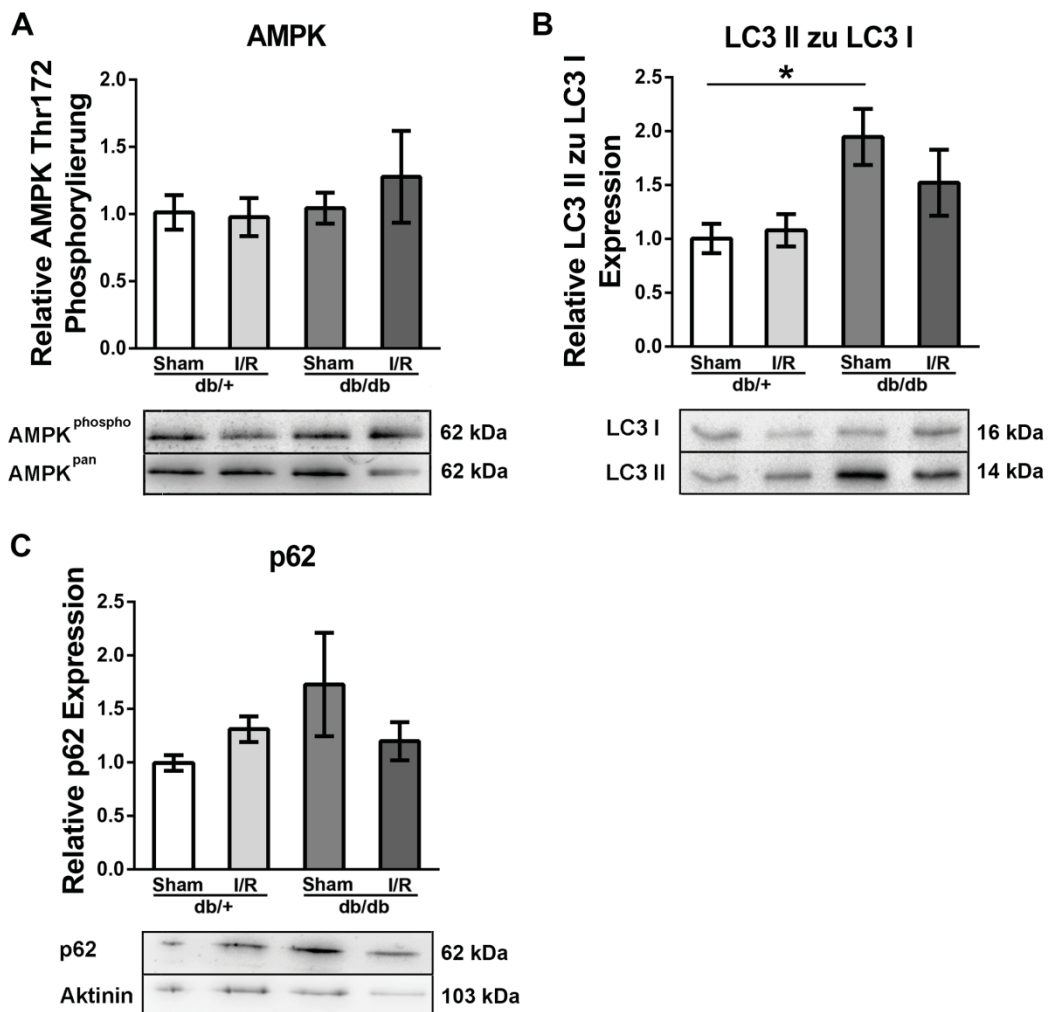 A
AMPK
Relative AMPK Thr172
Phosphorylierung
2.0
1.5
1.0
0.5
0.0
Sham I/R Sham I/R
db/+ db/db
AMPK phospho 62 kDa
AMPK pan 62 kDa
B
LC3 II zu LC3 I
Relative LC3 II zu LC3 I
Expression
*
2.5
2.0
1.5
1.0
0.5
0.0
Sham I/R Sham I/R
db/+ db/db
LC3 I 16 kDa
LC3 II 14 kDa
C
p62
Relative p62 Expression
2.5
2.0
1.5
1.0
0.5
0.0
Sham I/R Sham I/R
db/+ db/db
p62 62 kDa
Aktinin 103 kDa